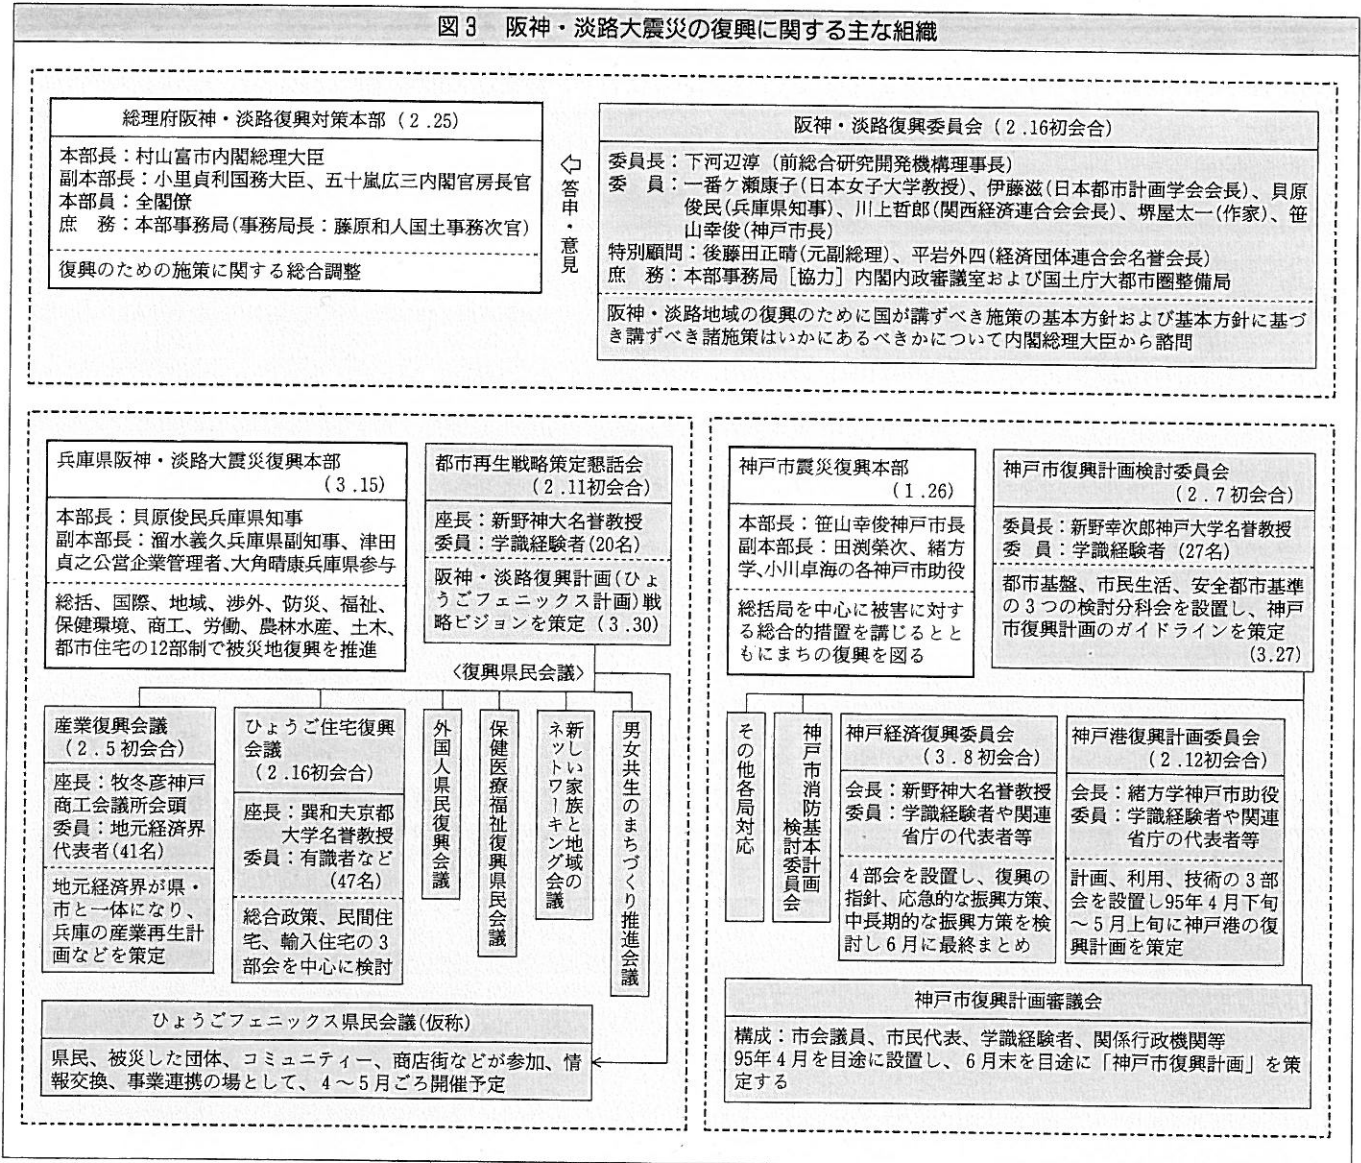 図3　阪神・淡路大震災の復興に関する主な組織
総理府阪神・淡路復興対策本部（2.25）
本部長：村山富市内閣総理大臣
副本部長：小里貞利国務大臣、五十嵐広三内閣官房長官
本部員：全閣僚
庶　務：本部事務局(事務局長：藤原和人国土事務次官)
復興のための施策に関する総合調整
⇦答申・意見
阪神・淡路復興委員会（2.16初会合）
委員長：下河辺淳（前総合研究開発機構理事長）
委　員：一番ケ瀬康子(日本女子大学教授)、伊藤滋(日本都市計画学会会長)、貝原
俊民(兵庫県知事)、川上哲郎(関西経済連合会会長)、堺屋太一(作家)、笹
山幸俊(神戸市長)
特別顧問：後藤田正晴(元副総理)、平岩外四(経済団体連合会名誉会長)
庶　務：本部事務局［協力］内閣内政審議室および国土庁大都市圏整備局
阪神・淡路地域の復興のために国が講ずべき施策の基本方針および基本方針に基づ
き講ずべき諸施策はいかにあるべきかについて内閣総理大臣から諮問
兵庫県阪神・淡路大震災復興本部
（3.15）
本部長：貝原俊民兵庫県知事
副本部長：溜水義久兵庫県副知事、津田
貞之公営企業管理者、大角晴康兵庫県参与
総括、国際、地域、渉外、防災、福祉、
保健環境、商工、労働、農林水産、土木、
都市住宅の12部制で被災地復興を推進
都市再生戦略策定懇話会
（2.11初会合）
座長：新野神大名誉教授
委員：学識経験者(20名)
阪神・淡路復興計画(ひょ
うごフェニックス計画)戦
略ビジョンを策定（3.30）
〈復興県民会議〉
産業復興会議
（2.5初会合）
座長：牧冬彦神戸
商工会議所会頭
委員：地元経済界
代表者(41名)
地元経済界が県・
市と一体になり、
兵庫の産業再生計
画などを策定
ひょうご住宅復興
会議
（2.16初会合）
座長：巽和夫京都
大学名誉教授
委員：有識者など
(47名)
総合政策、民間住
宅、輸入住宅の3
部会を中心に検討
外国人県民復興会議
保健医療福祉復興県民会議
新しい家族と地域の
ネットワーキング会議
男女共生のまちづくり推進会議
ひょうごフェニックス県民会議(仮称)
県民、被災した団体、コミュニティー、商店街などが参加、情
報交換、事業連携の場として、4～5月ごろ開催予定
神戸市震災復興本部
（1.26）
本部長：笹山幸俊神戸市長
副本部長：田渕榮次、緒方
学、小川卓海の各神戸市助役
総括局を中心に被害に対す
る総合的措置を講じるとと
もにまちの復興を図る
神戸市復興計画検討委員会
（2.7初会合）
委員長：新野幸次郎神戸大学名誉教授
委　員：学識経験者（27名）
都市基盤、市民生活、安全都市基準
の3つの検討分科会を設置し、神戸
市復興計画のガイドラインを策定
(3.27)
その他各局対応
神戸市消防基本計画
検討委員会
神戸経済復興委員会
（3.8初会合）
会長：新野神大名誉教授
委員：学識経験者や関連
省庁の代表者等
4部会を設置し、復興の
指針、応急的な振興方策、
中長期的な振興方策を検
討し6月に最終まとめ
神戸港復興計画委員会
（2.12初会合）
会長：緒方学神戸市助役
委員：学識経験者や関連
省庁の代表者等
計画、利用、技術の3部
会を設置し95年4月下旬
～5月上旬に神戸港の復
興計画を策定
神戸市復興計画審議会
構成：市会議員、市民代表、学識経験者、関係行政機関等
95年4月を目途に設置し、6月末を目途に「神戸市復興計画」を策
定する